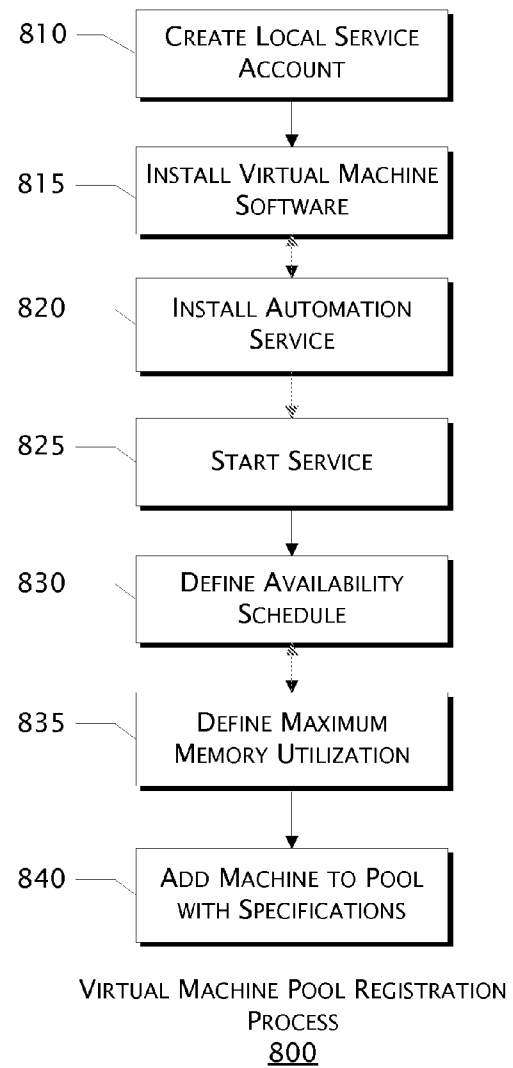 810
CREATE LOCAL SERVICE
ACCOUNT
815
INSTALL VIRTUAL MACHINE
SOFTWARE
820
INSTALL AUTOMATION
SERVICE
825
START SERVICE
830
DEFINE AVAILABILITY
SCHEDULE
835
DEFINE MAXIMUM
MEMORY UTILIZATION
840
ADD MACHINE TO POOL
WITH SPECIFICATIONS
VIRTUAL MACHINE POOL REGISTRATION
PROCESS
800